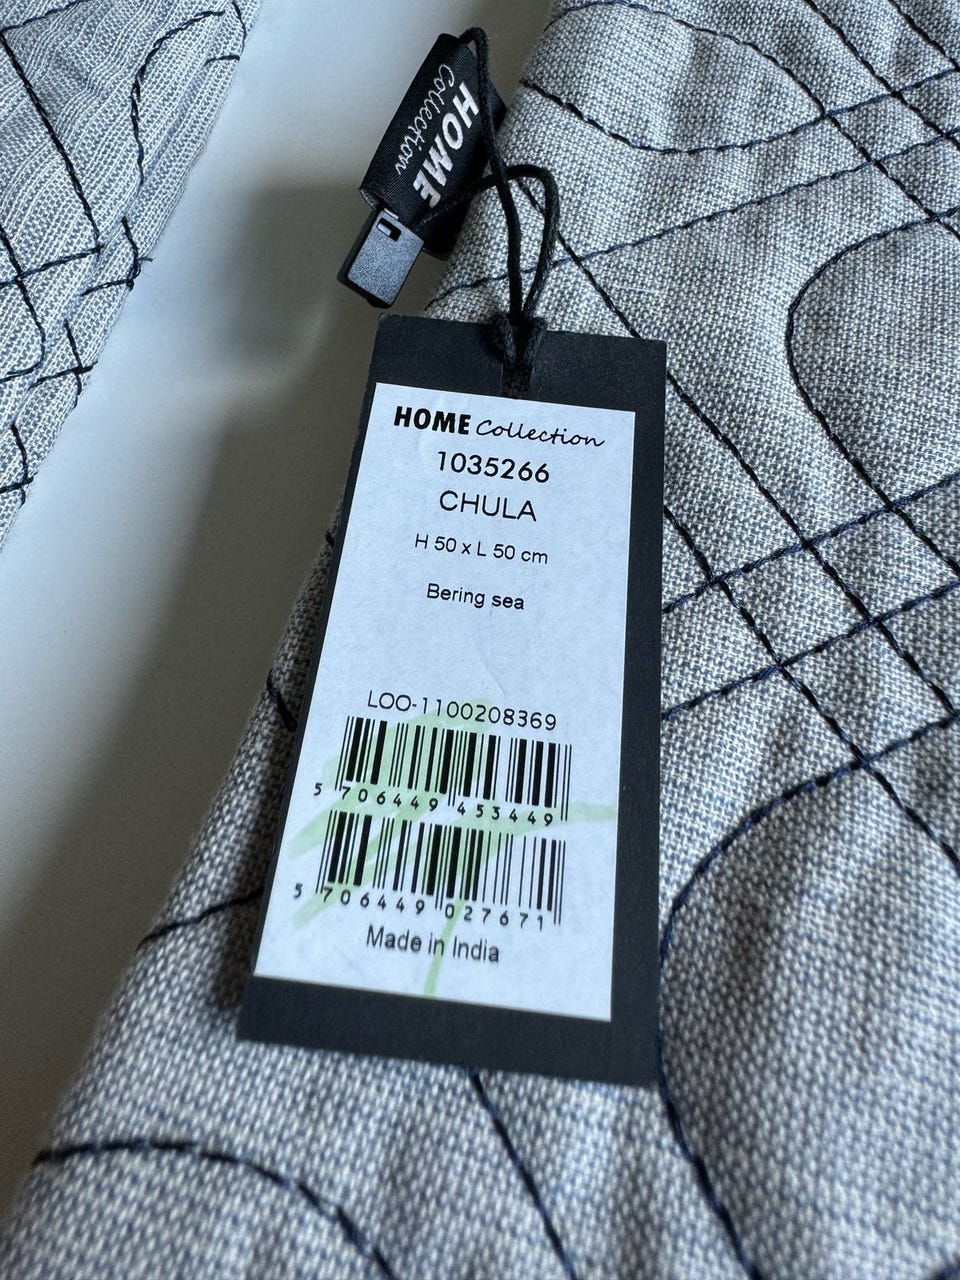 HOME
Collection
HOME Collection
1035266
CHULA
H 50 x L 50 cm
Bering sea
LOO-1100208369
5 706449 453449
5 706449 027671
Made in India